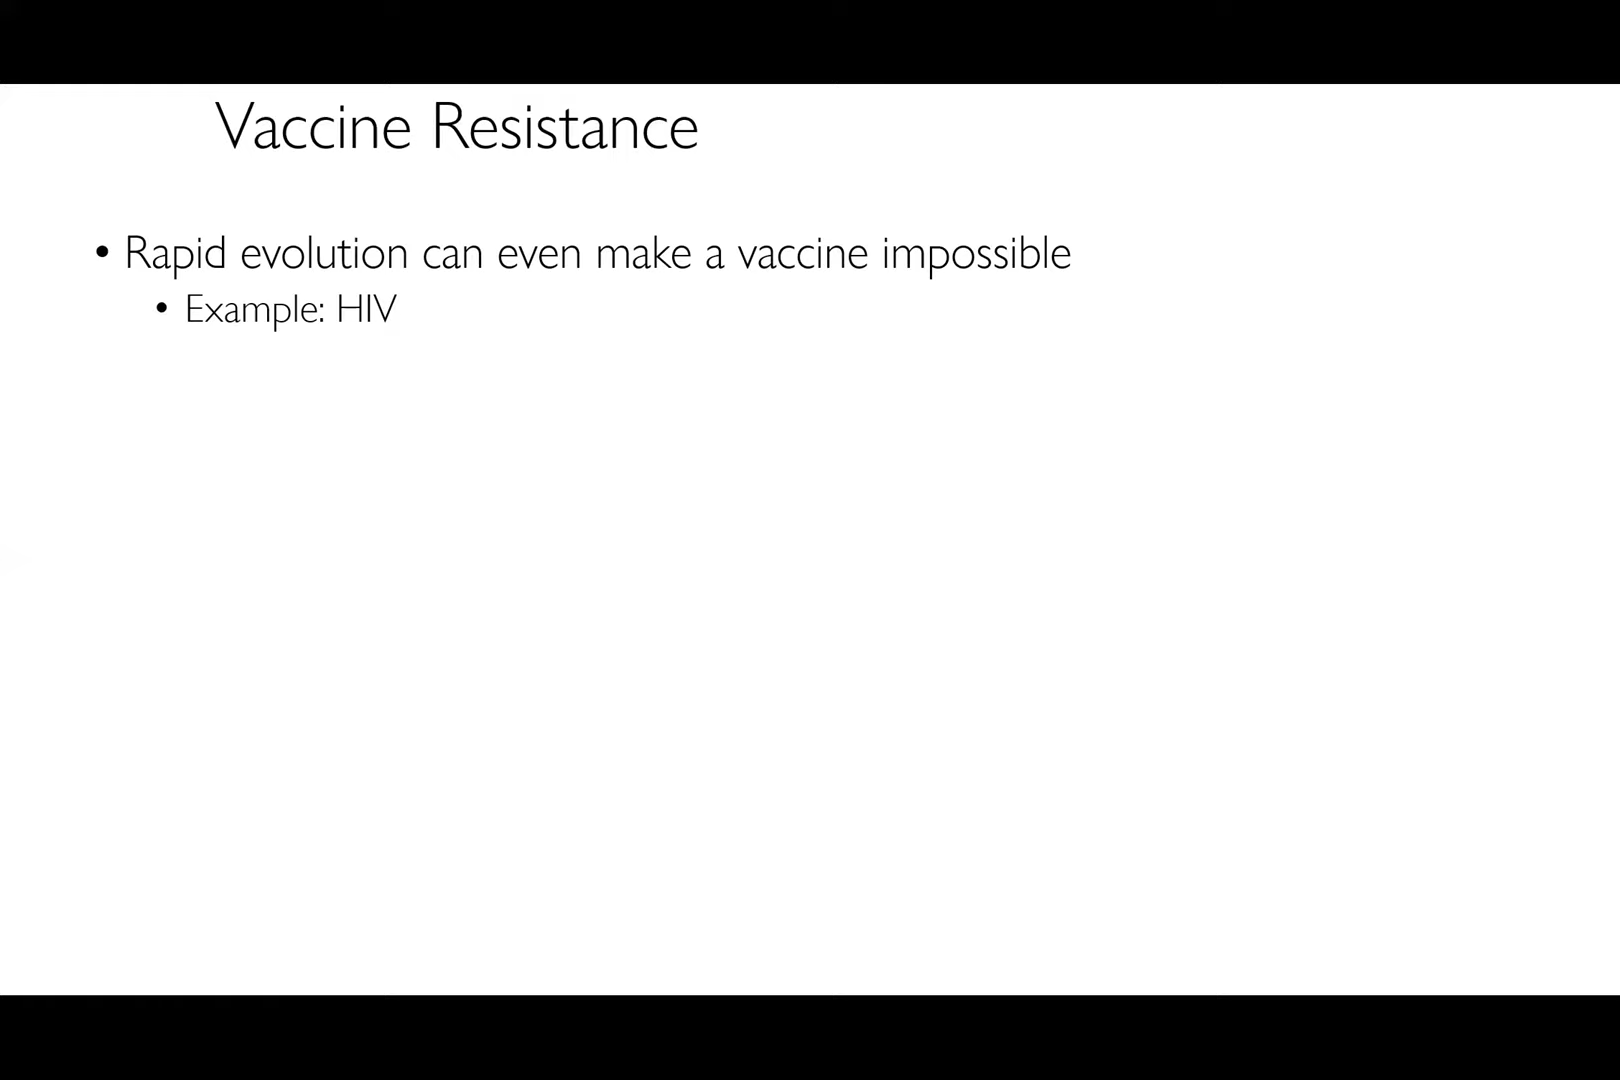 Vaccine Resistance
• Rapid evolution can even make a vaccine impossible
• Example: HIV